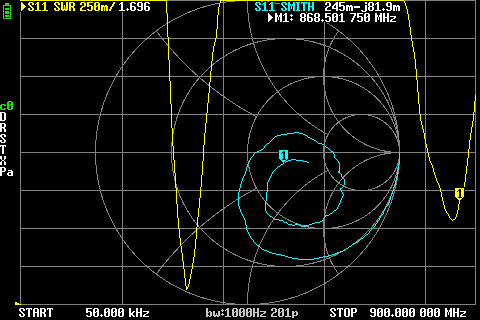 S11 SWR 250m/ 1.696
S11 SMITH 245m-j81.9m
M1: 868.501 750 MHz
c0
D
R
S
T
X
Pa
1
1
START 50.000 kHz
bw:1000Hz 201p
STOP 900.000 000 MHz